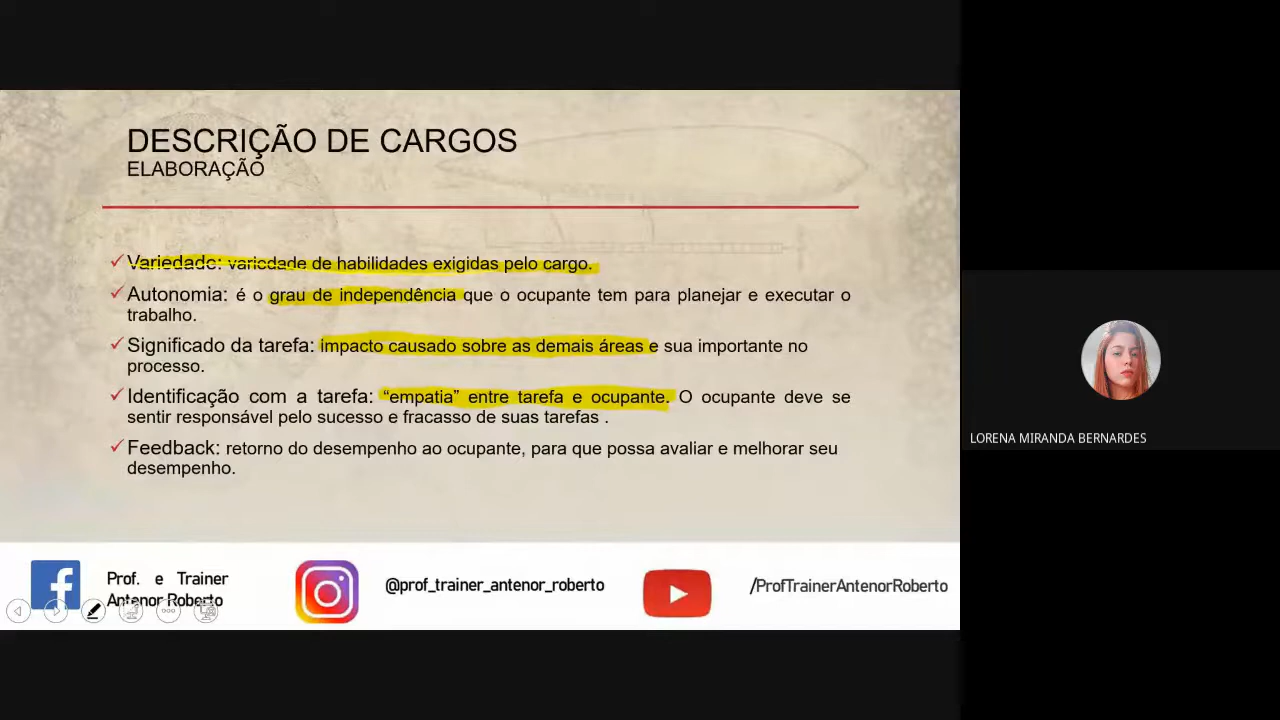 DESCRIÇÃO DE CARGOS
ELABORAÇÃO
Variedade: variedade de habilidades exigidas pelo cargo.
Autonomia: é o grau de independência que o ocupante tem para planejar e executar o
trabalho.
Significado da tarefa: impacto causado sobre as demais áreas e sua importante no
processo.
Identificação com a tarefa: “empatia” entre tarefa e ocupante. O ocupante deve se
sentir responsável pelo sucesso e fracasso de suas tarefas .
Feedback: retorno do desempenho ao ocupante, para que possa avaliar e melhorar seu
desempenho.
Prof. e Trainer
Antenor Roberto
@prof_trainer_antenor_roberto
/ProfTrainerAntenorRoberto
LORENA MIRANDA BERNARDES